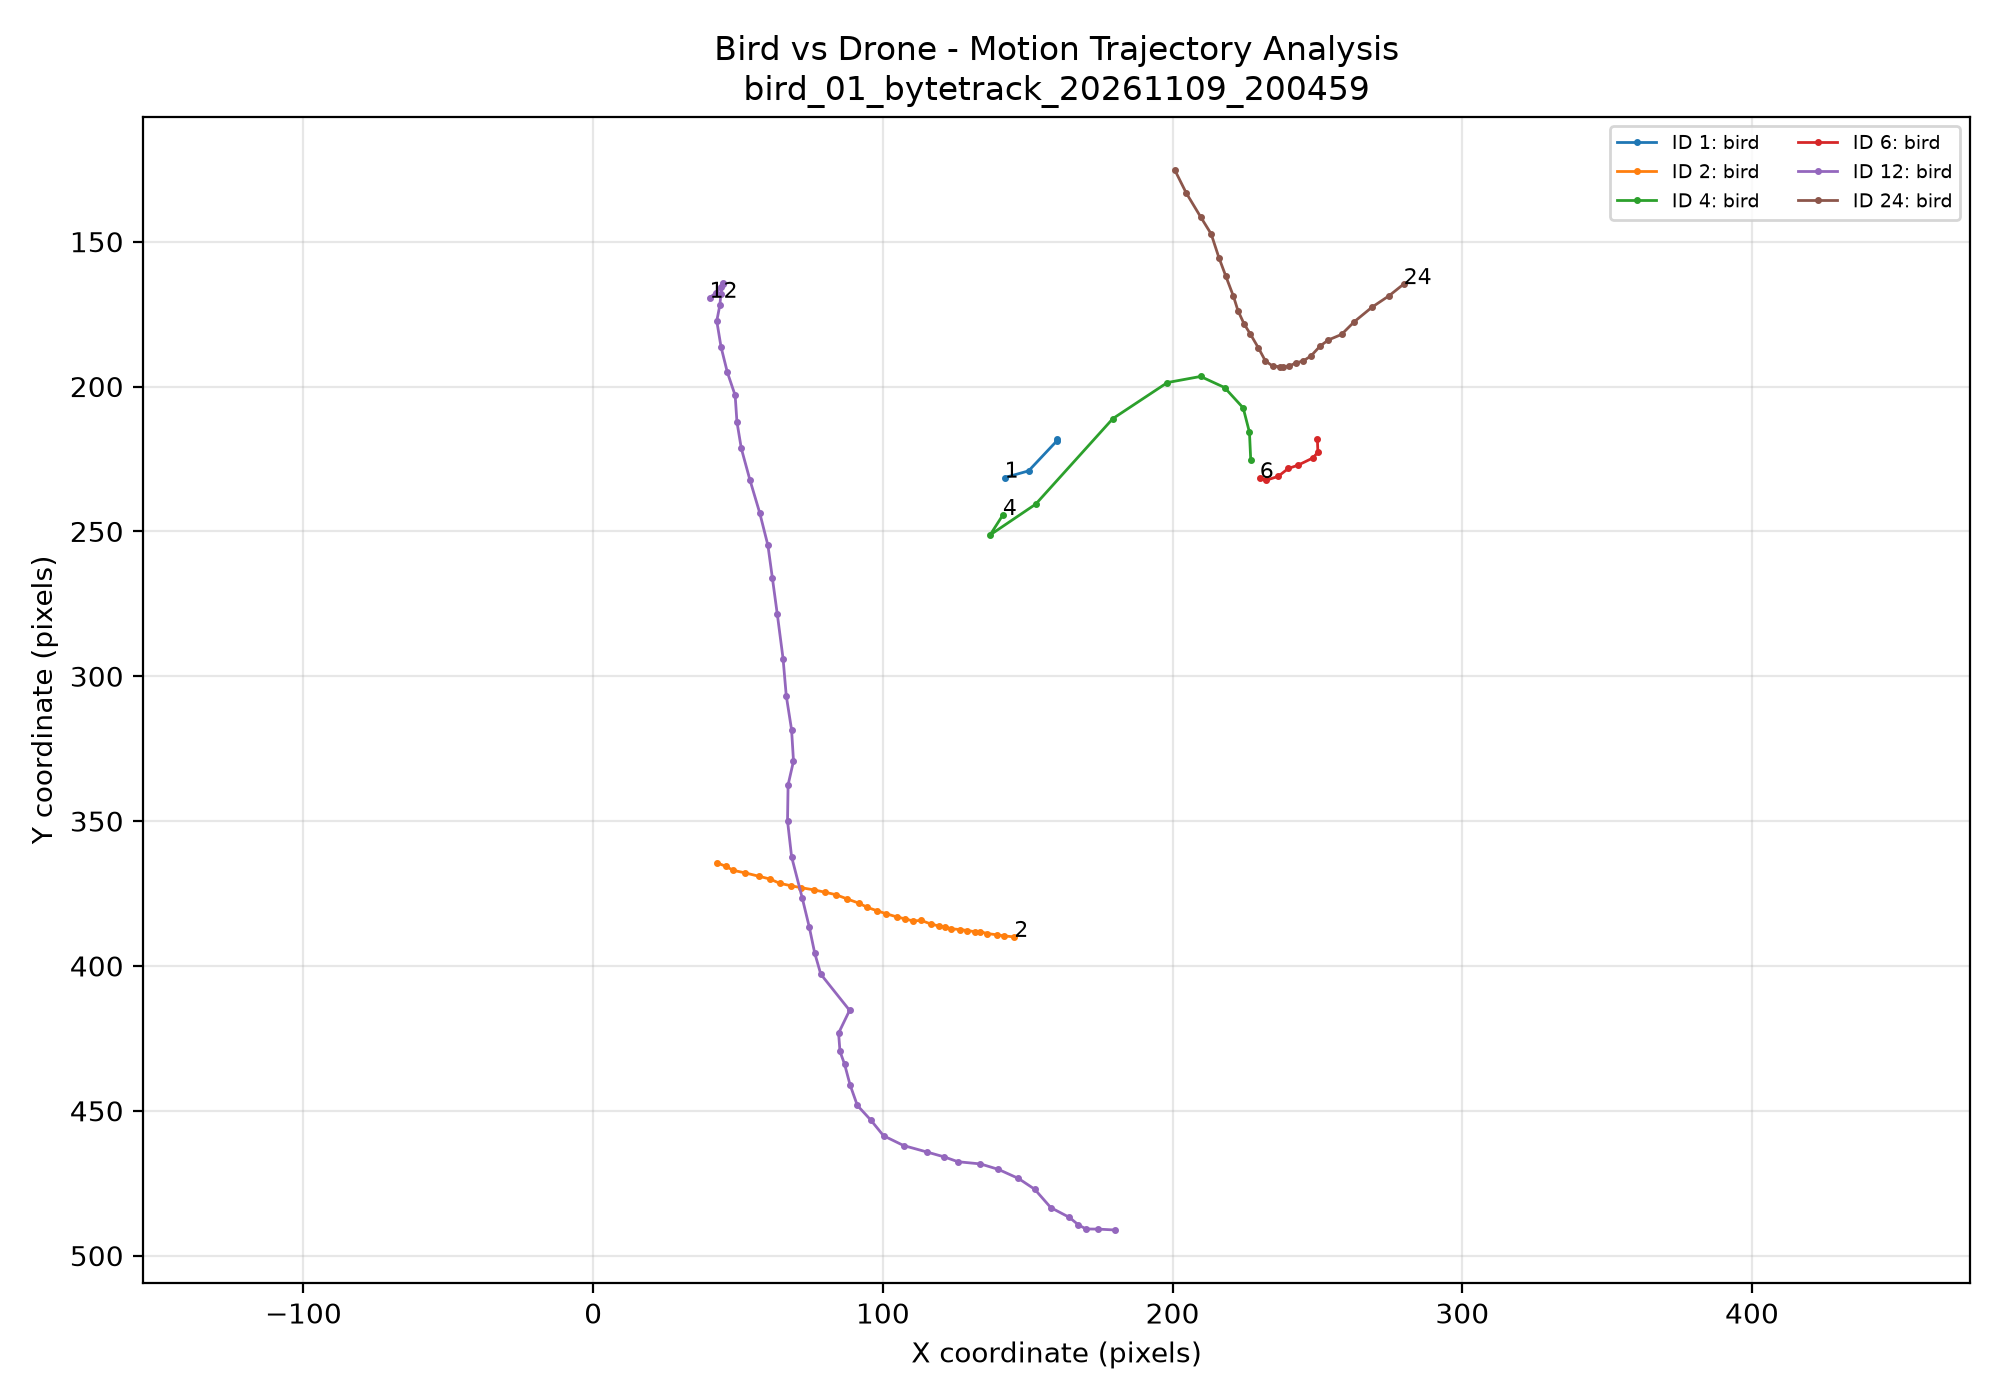 Bird vs Drone - Motion Trajectory Analysis
bird_01_bytetrack_20261109_200459
ID 1: bird
ID 2: bird
ID 4: bird
ID 6: bird
ID 12: bird
ID 24: bird
12
24
1
6
4
2
Y coordinate (pixels)
150
200
250
300
350
400
450
500
−100
0
100
200
300
400
X coordinate (pixels)